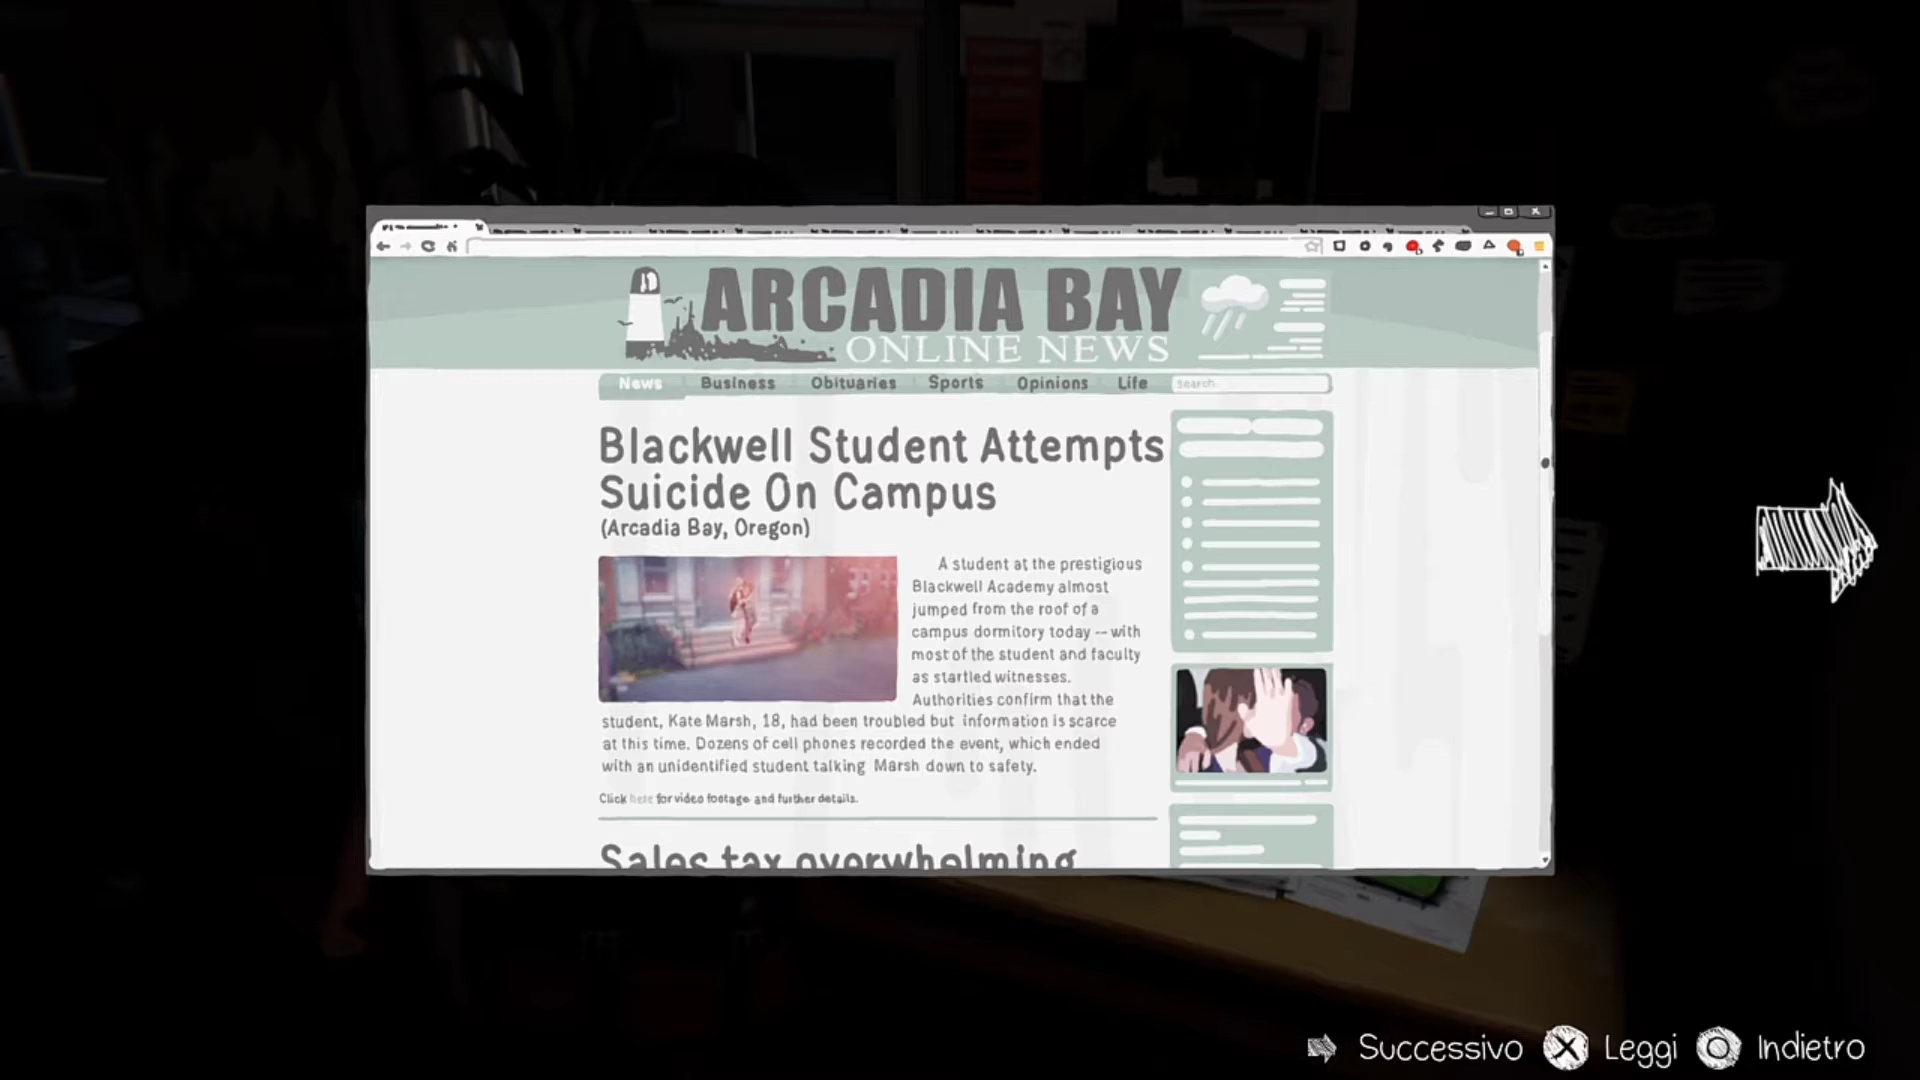 ARCADIA BAY
ONLINE NEWS
News Business Obituaries Sports Opinions Life search
Blackwell Student Attempts
Suicide On Campus
(Arcadia Bay, Oregon)
A student at the prestigious
Blackwell Academy almost
jumped from the roof of a
campus dormitory today -- with
most of the student and faculty
as startled witnesses.
Authorities confirm that the
student, Kate Marsh, 18, had been troubled but information is scarce
at this time. Dozens of cell phones recorded the event, which ended
with an unidentified student talking Marsh down to safety.
Click here for video footage and further details.
Sales tax overwhelming
Successivo Leggi Indietro